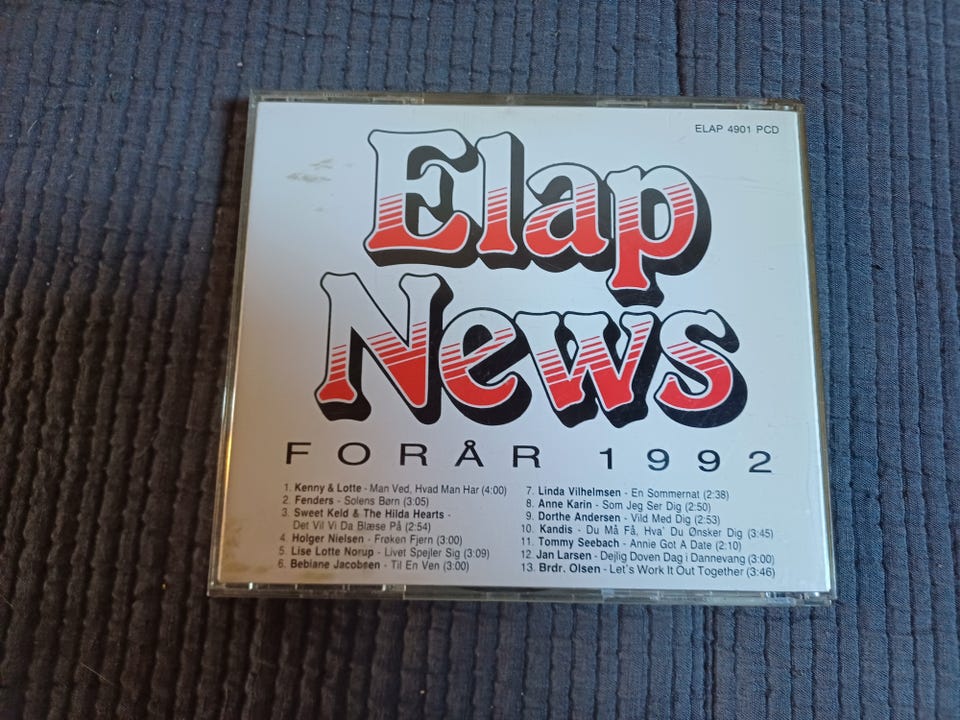 ELAP 4901 PCD
Elap
News
FORÅR 1992
1. Kenny & Lotte - Man Ved, Hvad Man Har (4:00)
2. Fenders - Solens Børn (3:05)
3. Sweet Keld & The Hilda Hearts -
Det Vil Vi Da Blæse På (2:54)
4. Holger Nielsen - Frøken Fjern (3:00)
5. Lise Lotte Norup - Livet Spejler Sig (3:09)
6. Bebiane Jacobsen - Til En Ven (3:00)
7. Linda Vilhelmsen - En Sommernat (2:38)
8. Anne Karin - Som Jeg Ser Dig (2:50)
9. Dorthe Andersen - Vild Med Dig (2:53)
10. Kandis - Du Må Få, Hva' Du Ønsker Dig (3:45)
11. Tommy Seebach - Annie Got A Date (2:10)
12. Jan Larsen - Dejlig Doven Dag i Dannevang (3:00)
13. Brdr. Olsen - Let's Work It Out Together (3:46)